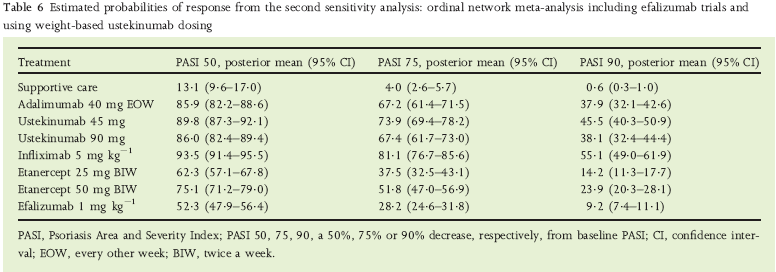 Table 6 Estimated probabilities of response from the second sensitivity analysis: ordinal network meta-analysis including efalizumab trials and
using weight-based ustekinumab dosing
Treatment PASI 50, posterior mean (95% CI) PASI 75, posterior mean (95% CI) PASI 90, posterior mean (95% CI)
Supportive care 13·1 (9·6–17·0) 4·0 (2·6–5·7) 0·6 (0·3–1·0)
Adalimumab 40 mg EOW 85·9 (82·2–88·6) 67·2 (61·4–71·5) 37·9 (32·1–42·6)
Ustekinumab 45 mg 89·8 (87·3–92·1) 73·9 (69·4–78·2) 45·5 (40·3–50·9)
Ustekinumab 90 mg 86·0 (82·4–89·4) 67·4 (61·7–73·0) 38·1 (32·4–44·4)
Infliximab 5 mg kg⁻¹ 93·5 (91·4–95·5) 81·1 (76·7–85·6) 55·1 (49·0–61·9)
Etanercept 25 mg BIW 62·3 (57·1–67·8) 37·5 (32·5–43·1) 14·2 (11·3–17·7)
Etanercept 50 mg BIW 75·1 (71·2–79·0) 51·8 (47·0–56·9) 23·9 (20·3–28·1)
Efalizumab 1 mg kg⁻¹ 52·3 (47·9–56·4) 28·2 (24·6–31·8) 9·2 (7·4–11·1)
PASI, Psoriasis Area and Severity Index; PASI 50, 75, 90, a 50%, 75% or 90% decrease, respectively, from baseline PASI; CI, confidence inter-
val; EOW, every other week; BIW, twice a week.